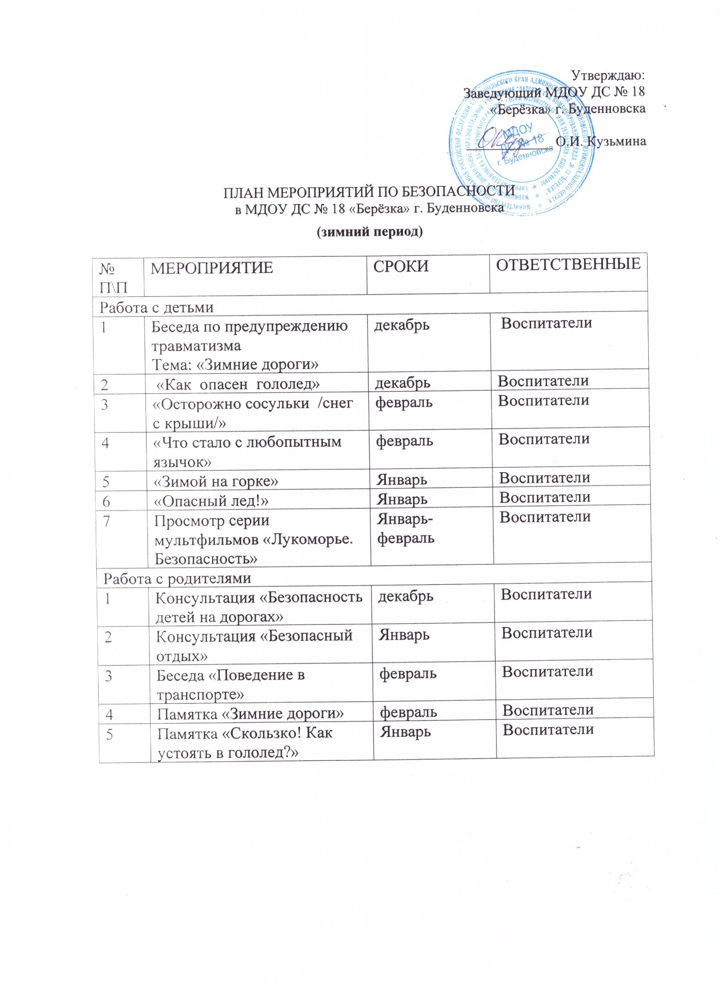 Утверждаю:
Заведующий МДОУ ДС № 18
«Берёзка» г. Буденновска
О.И. Кузьмина
МДОУ
ДС № 18
г. Буденновска
ПЛАН МЕРОПРИЯТИЙ ПО БЕЗОПАСНОСТИ
в МДОУ ДС № 18 «Берёзка» г. Буденновска
(зимний период)
№ МЕРОПРИЯТИЕ СРОКИ ОТВЕТСТВЕННЫЕ
П\П
Работа с детьми
1 Беседа по предупреждению декабрь Воспитатели
травматизма
Тема: «Зимние дороги»
2 «Как опасен гололед» декабрь Воспитатели
3 «Осторожно сосульки /снег февраль Воспитатели
с крыши/»
4 «Что стало с любопытным февраль Воспитатели
язычок»
5 «Зимой на горке» Январь Воспитатели
6 «Опасный лед!» Январь Воспитатели
7 Просмотр серии Январь- Воспитатели
мультфильмов «Лукоморье. февраль
Безопасность»
Работа с родителями
1 Консультация «Безопасность декабрь Воспитатели
детей на дорогах»
2 Консультация «Безопасный Январь Воспитатели
отдых»
3 Беседа «Поведение в февраль Воспитатели
транспорте»
4 Памятка «Зимние дороги» февраль Воспитатели
5 Памятка «Скользко! Как Январь Воспитатели
устоять в гололед?»